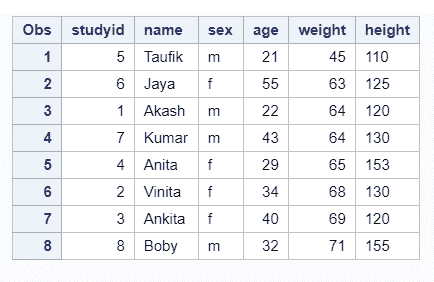 Obs studyid name sex age weight height
1 5 Taufik m 21 45 110
2 6 Jaya f 55 63 125
3 1 Akash m 22 64 120
4 7 Kumar m 43 64 130
5 4 Anita f 29 65 153
6 2 Vinita f 34 68 130
7 3 Ankita f 40 69 120
8 8 Boby m 32 71 155